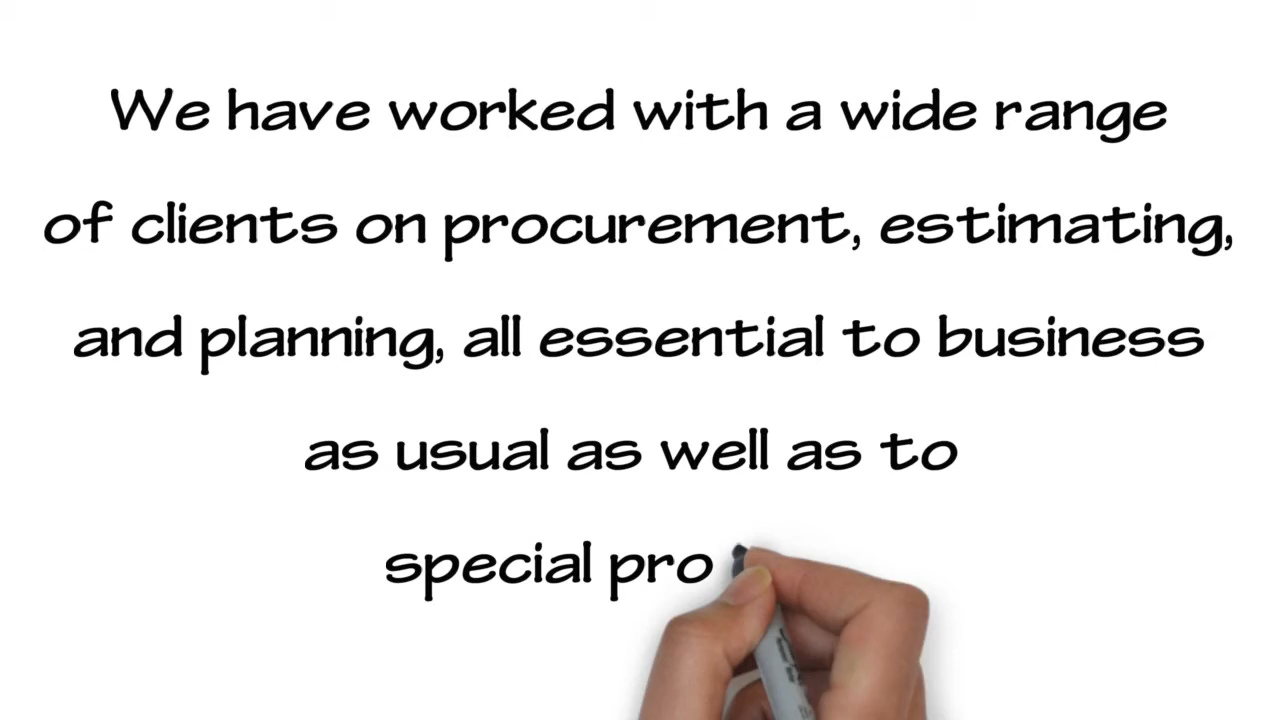 We have worked with a wide range
of clients on procurement, estimating,
and planning, all essential to business
as usual as well as to
special pro